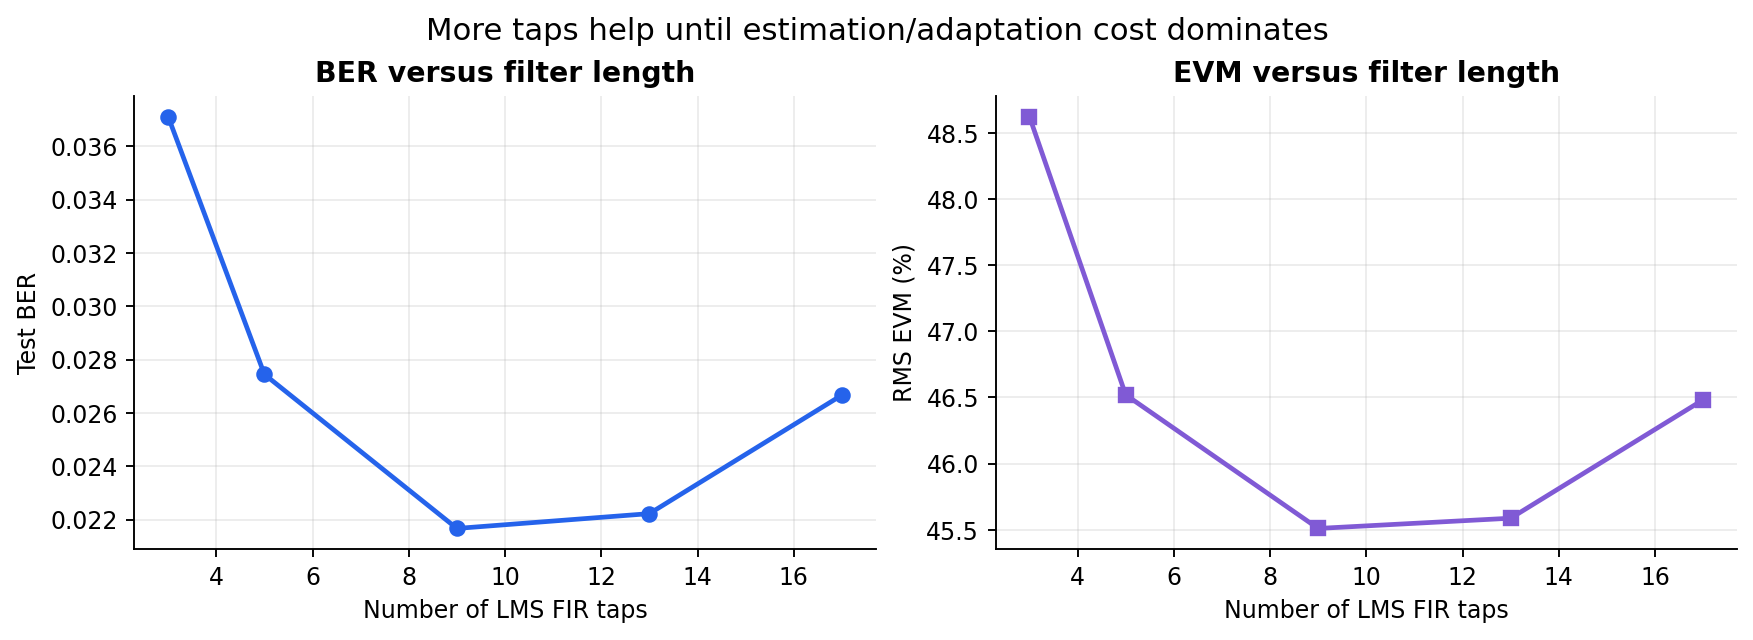 More taps help until estimation/adaptation cost dominates
BER versus filter length
Test BER
0.036
0.034
0.032
0.030
0.028
0.026
0.024
0.022
4 6 8 10 12 14 16
Number of LMS FIR taps
EVM versus filter length
RMS EVM (%)
48.5
48.0
47.5
47.0
46.5
46.0
45.5
4 6 8 10 12 14 16
Number of LMS FIR taps